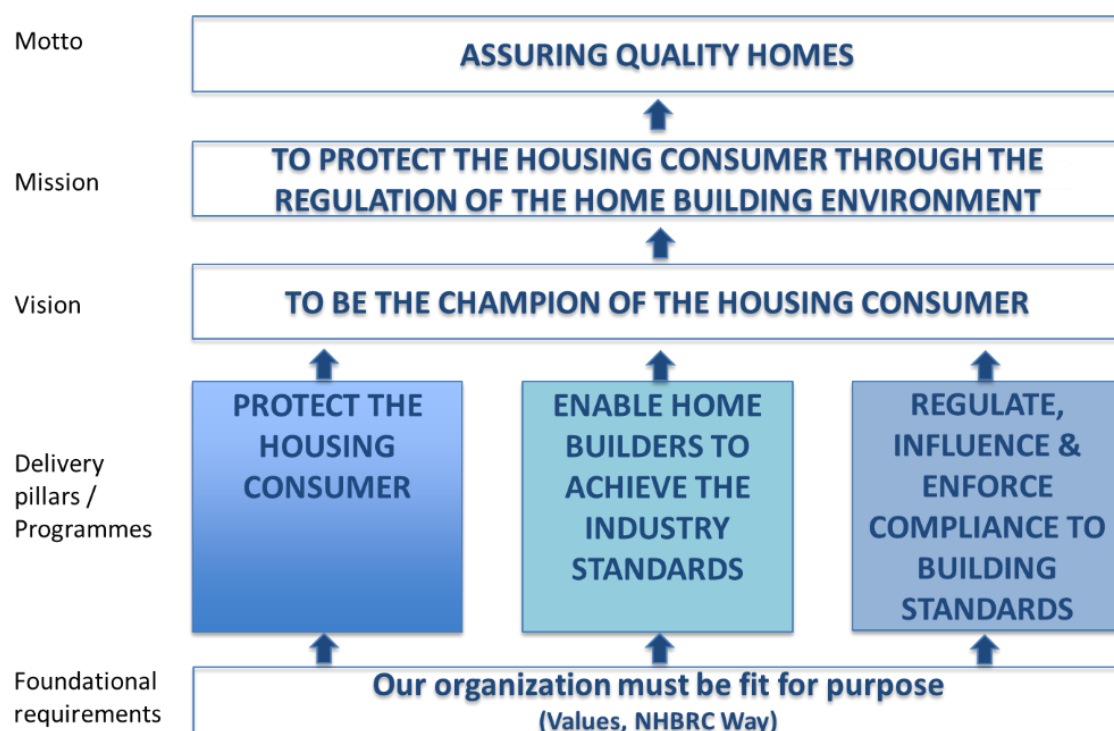 Motto
ASSURING QUALITY HOMES
Mission
TO PROTECT THE HOUSING CONSUMER THROUGH THE
REGULATION OF THE HOME BUILDING ENVIRONMENT
Vision
TO BE THE CHAMPION OF THE HOUSING CONSUMER
Delivery
pillars /
Programmes
PROTECT THE
HOUSING
CONSUMER
ENABLE HOME
BUILDERS TO
ACHIEVE THE
INDUSTRY
STANDARDS
REGULATE,
INFLUENCE &
ENFORCE
COMPLIANCE TO
BUILDING
STANDARDS
Foundational
requirements
Our organization must be fit for purpose
(Values, NHBRC Way)